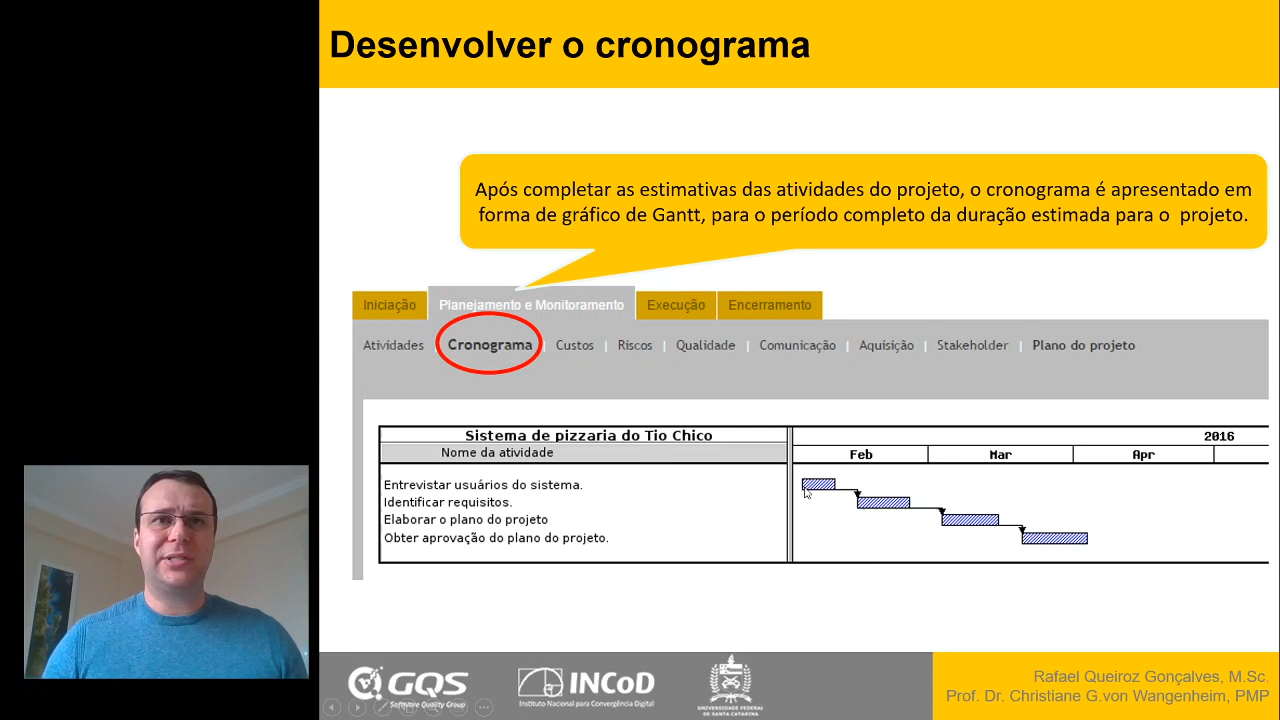 Desenvolver o cronograma
Após completar as estimativas das atividades do projeto, o cronograma é apresentado em
forma de gráfico de Gantt, para o período completo da duração estimada para o projeto.
Iniciação Planejamento e Monitoramento Execução Encerramento
Atividades Cronograma | Custos | Riscos | Qualidade | Comunicação | Aquisição | Stakeholder | Plano do projeto
Sistema de pizzaria do Tio Chico 2016
Nome da atividade Feb Mar Apr
Entrevistar usuários do sistema.
Identificar requisitos.
Elaborar o plano do projeto
Obter aprovação do plano do projeto.
GQS
Software Quality Group
INCoD
Instituto Nacional para Convergência Digital
UNIVERSIDADE FEDERAL
DE SANTA CATARINA
Rafael Queiroz Gonçalves, M.Sc.
Prof. Dr. Christiane G.von Wangenheim, PMP